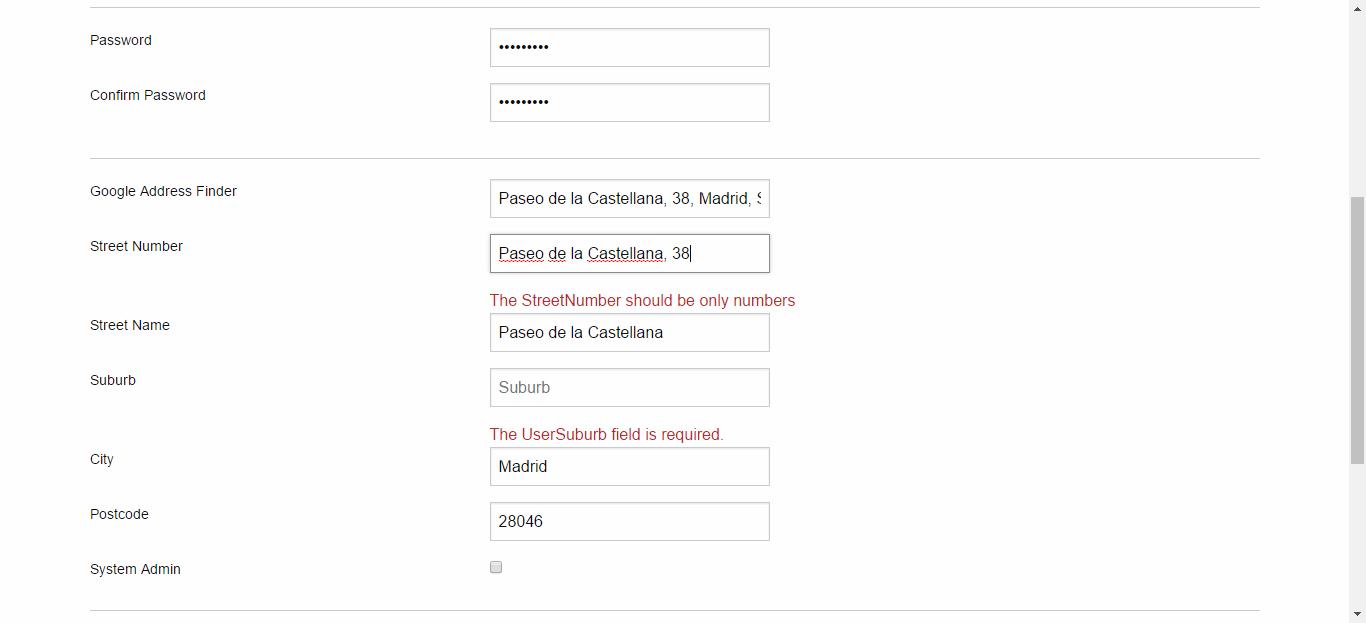 Password
•••••••••
Confirm Password
•••••••••
Google Address Finder
Paseo de la Castellana, 38, Madrid,
Street Number
Paseo de la Castellana, 38
The StreetNumber should be only numbers
Street Name
Paseo de la Castellana
Suburb
Suburb
The UserSuburb field is required.
City
Madrid
Postcode
28046
System Admin